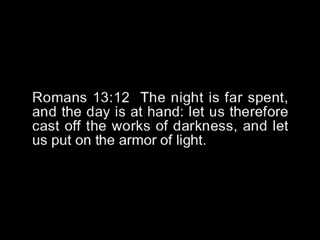 Romans 13:12  The night is far spent,
and the day is at hand: let us therefore
cast off the works of darkness, and let
us put on the armor of light.